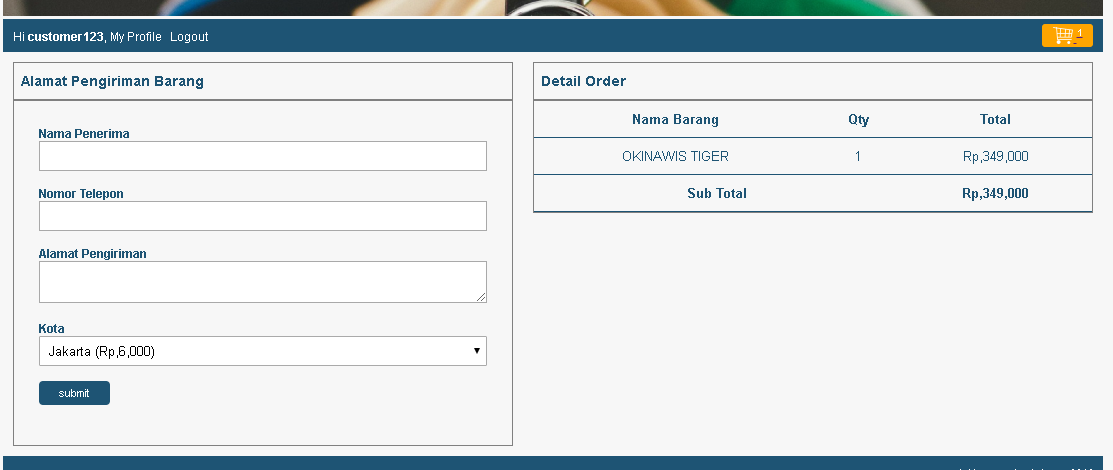 Hi customer123, My Profile Logout
1
Alamat Pengiriman Barang
Nama Penerima
Nomor Telepon
Alamat Pengiriman
Kota
Jakarta (Rp,6,000)
submit
Detail Order
Nama Barang Qty Total
OKINAWIS TIGER 1 Rp,349,000
Sub Total Rp,349,000